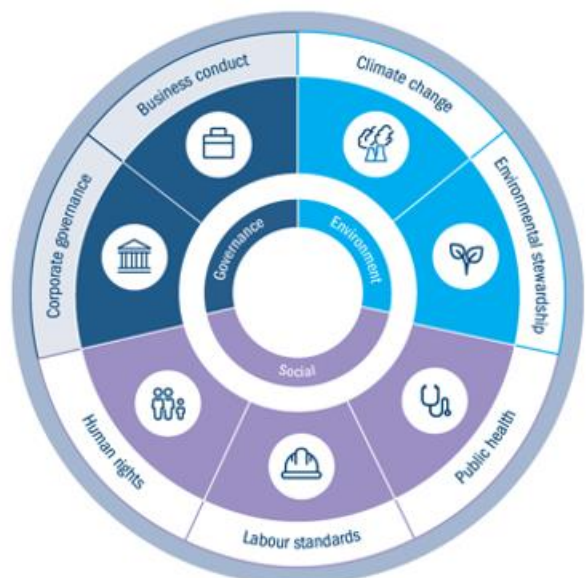 Business conduct
Climate change
Corporate governance
Environmental stewardship
Governance
Environment
Social
Human rights
Labour standards
Public health